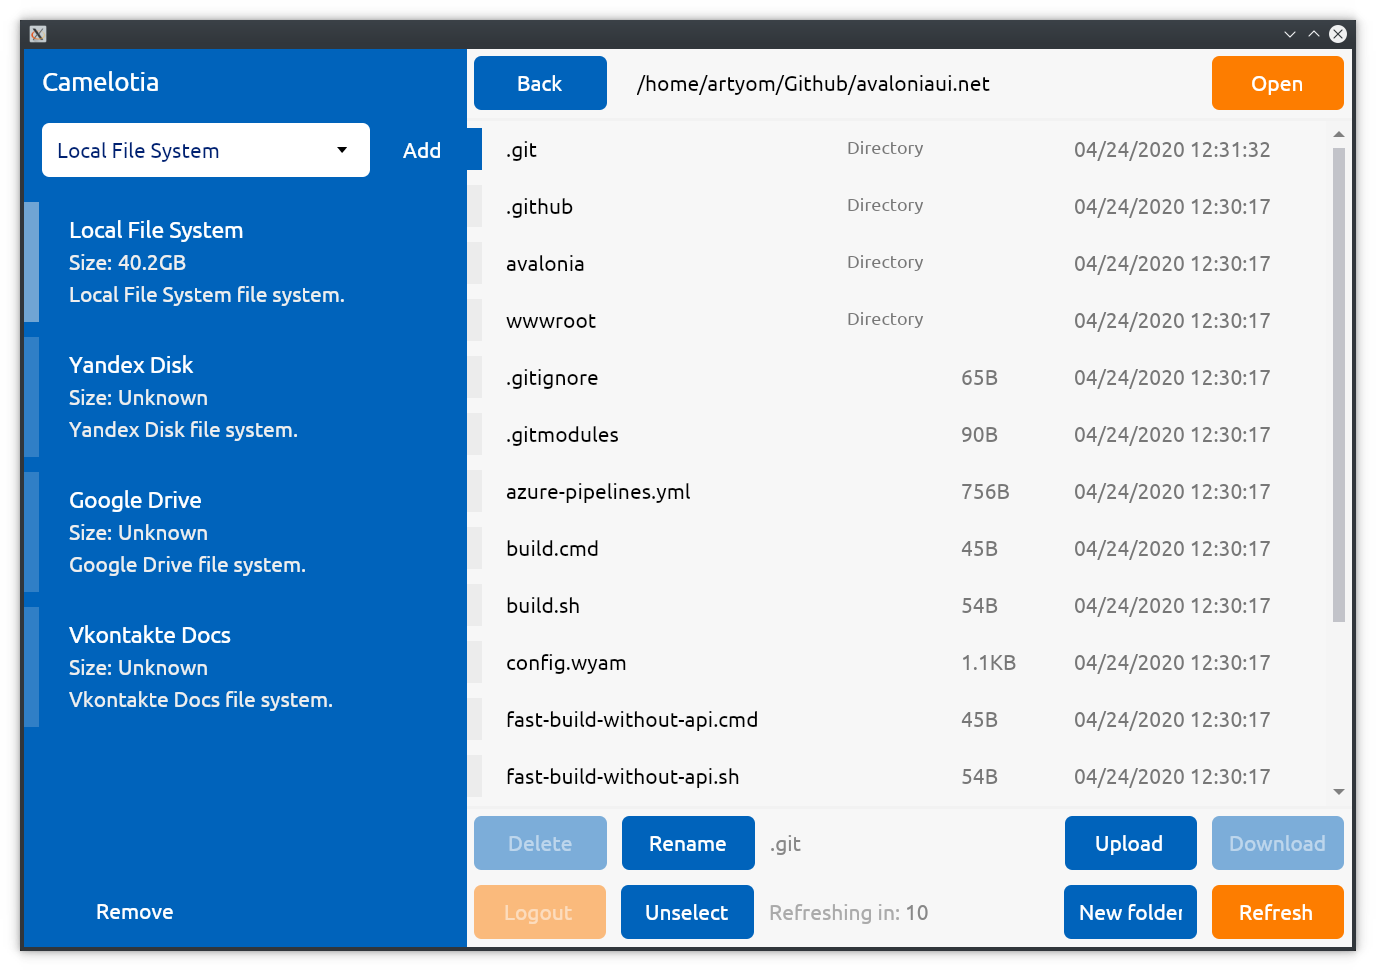 Camelotia
Local File System
Add
Local File System
Size: 40.2GB
Local File System file system.
Yandex Disk
Size: Unknown
Yandex Disk file system.
Google Drive
Size: Unknown
Google Drive file system.
Vkontakte Docs
Size: Unknown
Vkontakte Docs file system.
Remove
Back /home/artyom/Github/avaloniaui.net Open
.git Directory 04/24/2020 12:31:32
.github Directory 04/24/2020 12:30:17
avalonia Directory 04/24/2020 12:30:17
wwwroot Directory 04/24/2020 12:30:17
.gitignore 65B 04/24/2020 12:30:17
.gitmodules 90B 04/24/2020 12:30:17
azure-pipelines.yml 756B 04/24/2020 12:30:17
build.cmd 45B 04/24/2020 12:30:17
build.sh 54B 04/24/2020 12:30:17
config.wyam 1.1KB 04/24/2020 12:30:17
fast-build-without-api.cmd 45B 04/24/2020 12:30:17
fast-build-without-api.sh 54B 04/24/2020 12:30:17
Delete Rename .git Upload Download
Logout Unselect Refreshing in: 10 New folder Refresh